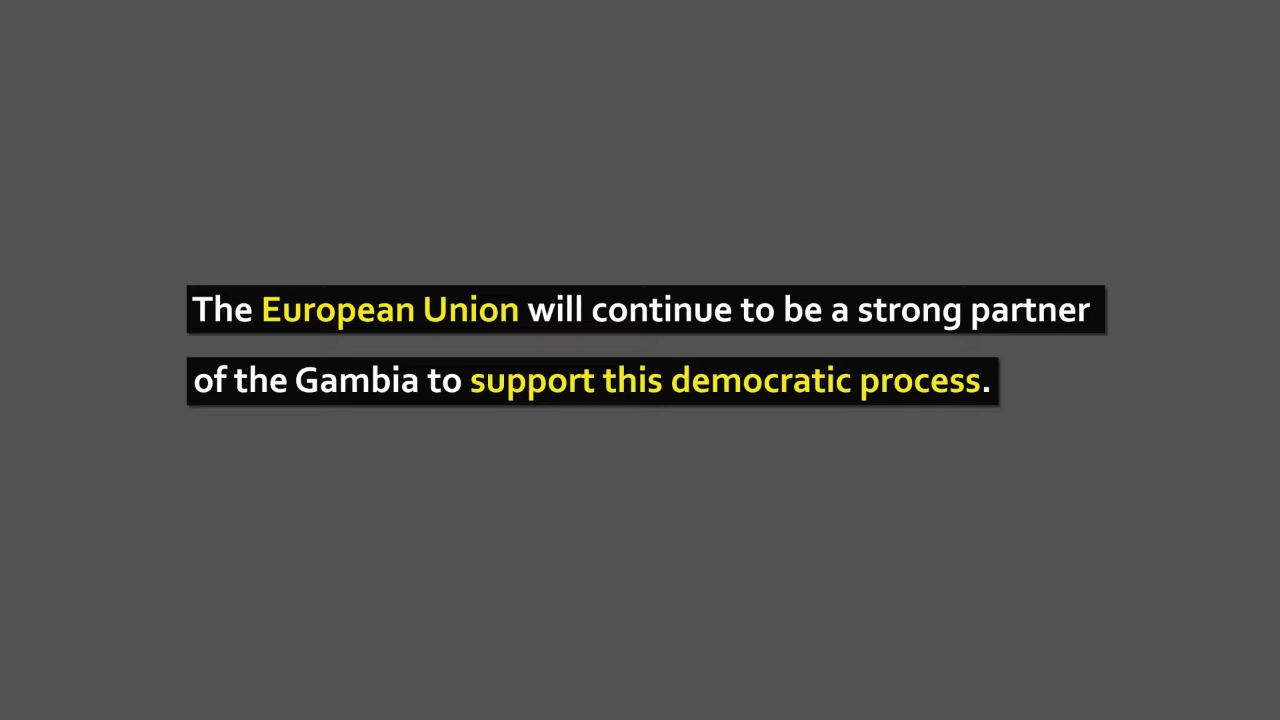 The European Union will continue to be a strong partner
of the Gambia to support this democratic process.